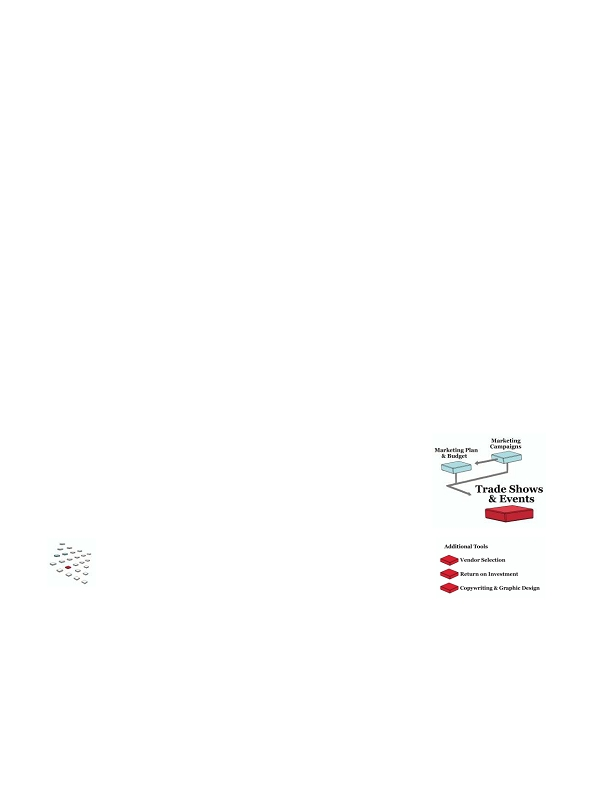 Marketing
Campaigns
Marketing Plan
& Budget
Trade Shows
& Events
Additional Tools
Vendor Selection
Return on Investment
Copywriting & Graphic Design